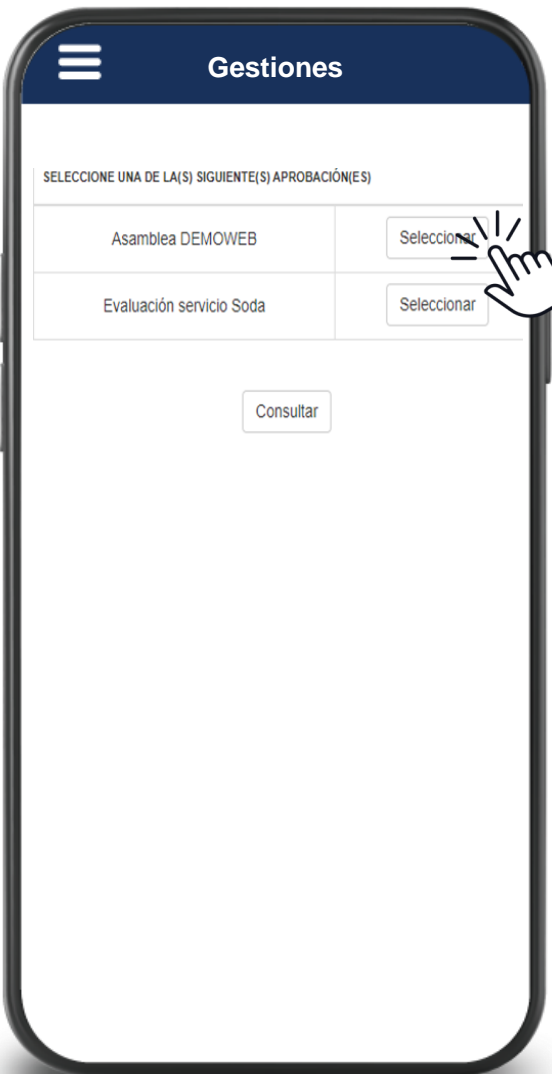 Gestiones
SELECCIONE UNA DE LA(S) SIGUIENTE(S) APROBACIÓN(ES)
Asamblea DEMOWEB Seleccionar
Evaluación servicio Soda Seleccionar
Consultar